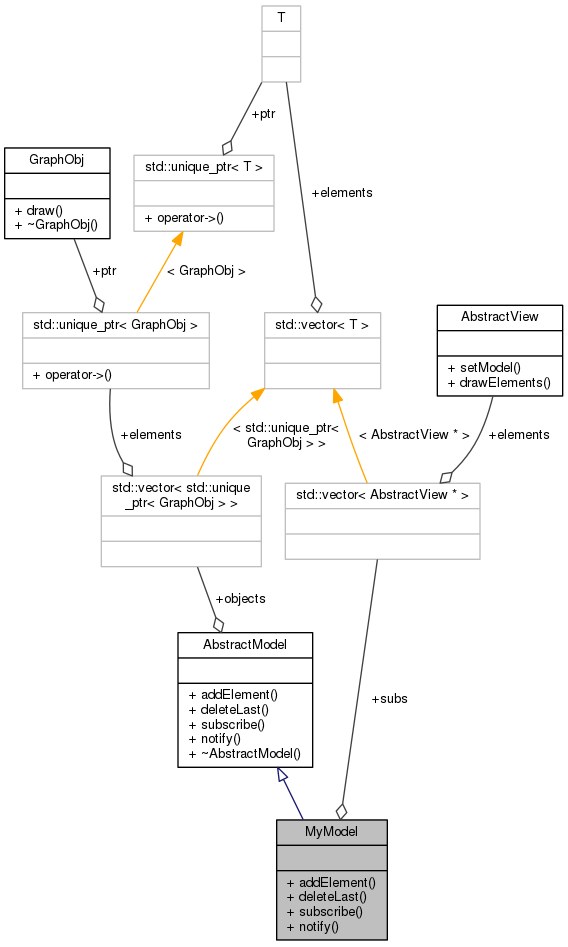 T
+ptr
GraphObj
+ draw()
+ ~GraphObj()
std::unique_ptr< T >
+ operator->()
+elements
+ptr
< GraphObj >
std::unique_ptr< GraphObj >
+ operator->()
std::vector< T >
AbstractView
+ setModel()
+ drawElements()
+elements
< std::unique_ptr<
GraphObj > >
< AbstractView * >
+elements
std::vector< std::unique
_ptr< GraphObj > >
std::vector< AbstractView * >
+objects
AbstractModel
+ addElement()
+ deleteLast()
+ subscribe()
+ notify()
+ ~AbstractModel()
+subs
MyModel
+ addElement()
+ deleteLast()
+ subscribe()
+ notify()